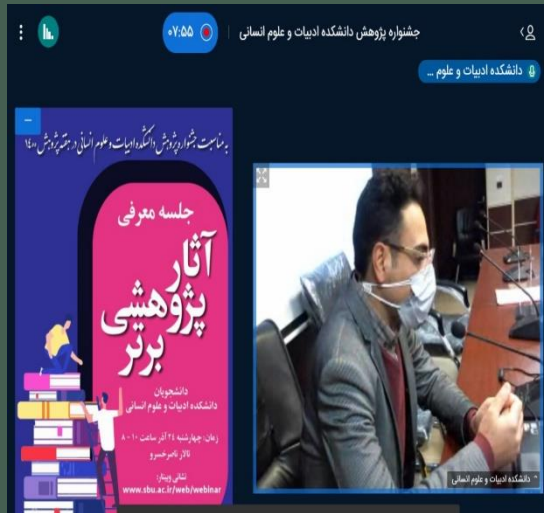 جشنواره پژوهش دانشکده ادبیات و علوم انسانی
۰۷:۵۵
دانشکده ادبیات و علوم ...
به مناسبت جشنواره پژوهش دانشکده ادبیات و علوم انسانی در هفته پژوهش ۱۴۰۰
جلسه معرفی
آثار
پژوهشی
برتر
دانشجویان
دانشکده ادبیات و علوم انسانی
زمان: چهارشنبه ۲۴ آذر ساعت ۱۰ - ۸
تالار ناصرخسرو
نشانی وبینار:
www.sbu.ac.ir/web/webinar
دانشکده ادبیات و علوم انسانی